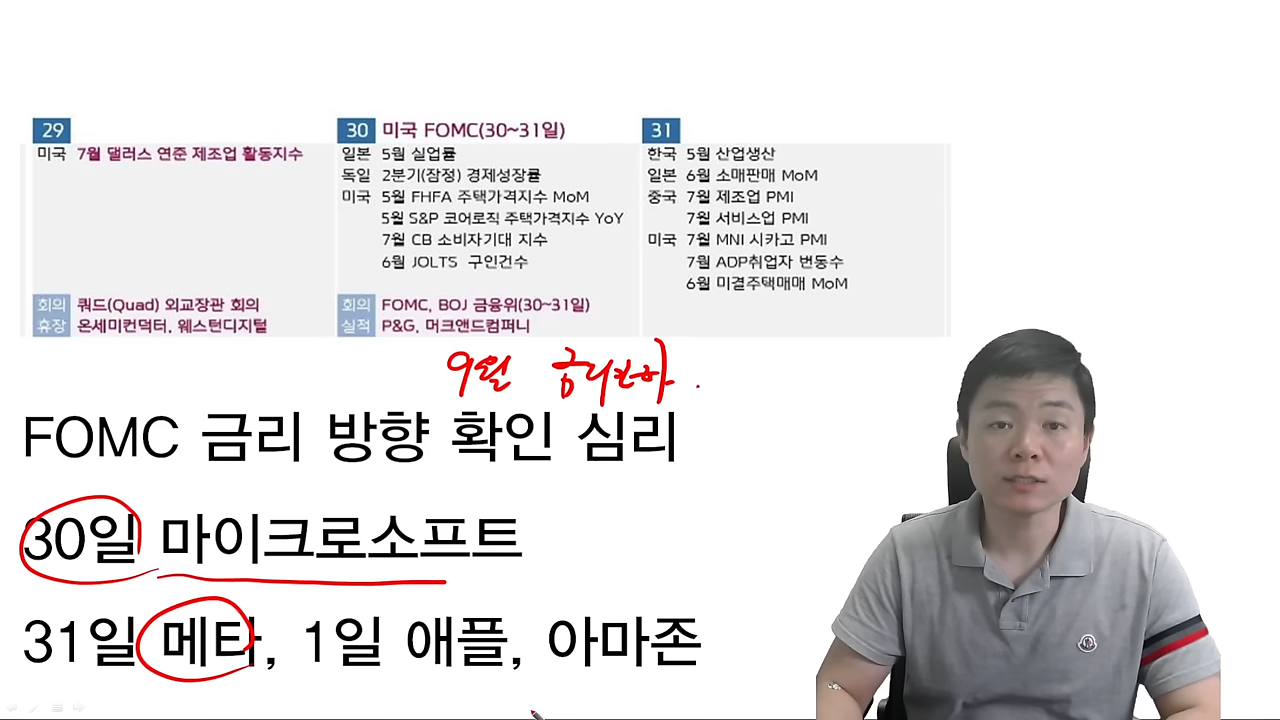 29
미국 7월 댈러스 연준 제조업 활동지수
회의 쿼드(Quad) 외교장관 회의
휴장 온세미컨덕터, 웨스턴디지털
30 미국 FOMC(30~31일)
일본 5월 실업률
독일 2분기(잠정) 경제성장률
미국 5월 FHFA 주택가격지수 MoM
5월 S&P 코어로직 주택가격지수 YoY
7월 CB 소비자기대 지수
6월 JOLTS 구인건수
회의 FOMC, BOJ 금융위(30~31일)
실적 P&G, 머크앤드컴퍼니
31
한국 5월 산업생산
일본 6월 소매판매 MoM
중국 7월 제조업 PMI
7월 서비스업 PMI
미국 7월 MNI 시카고 PMI
7월 ADP취업자 변동수
6월 미결주택매매 MoM
9월 금리인하
FOMC 금리 방향 확인 심리
30일 마이크로소프트
31일 메타, 1일 애플, 아마존